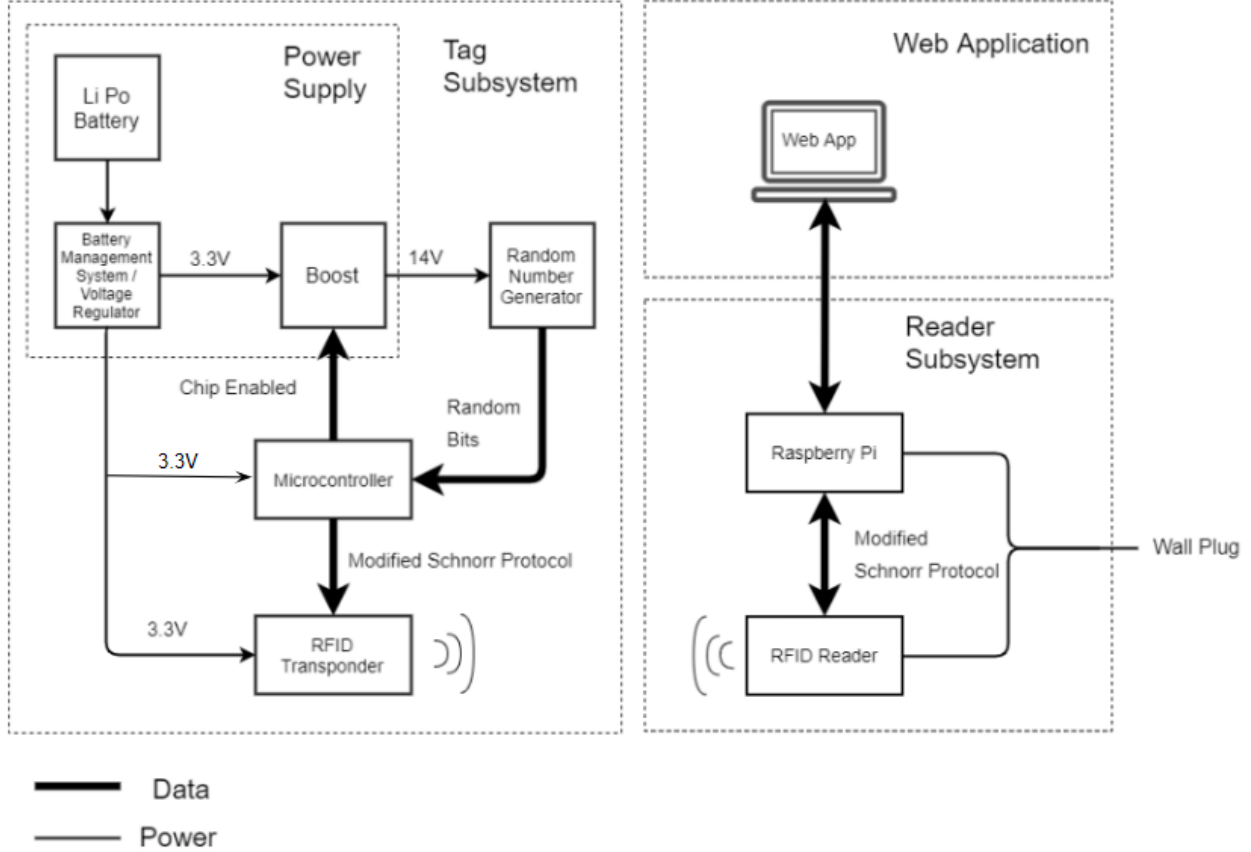 Power
Supply
Tag
Subsystem
Li Po
Battery
Battery
Management
System /
Voltage
Regulator
3.3V
Boost
14V
Random
Number
Generator
Chip Enabled
Random
Bits
3.3V
Microcontroller
Modified Schnorr Protocol
3.3V
RFID
Transponder
Web Application
Web App
Reader
Subsystem
Raspberry Pi
Modified
Schnorr Protocol
Wall Plug
RFID Reader
Data
Power